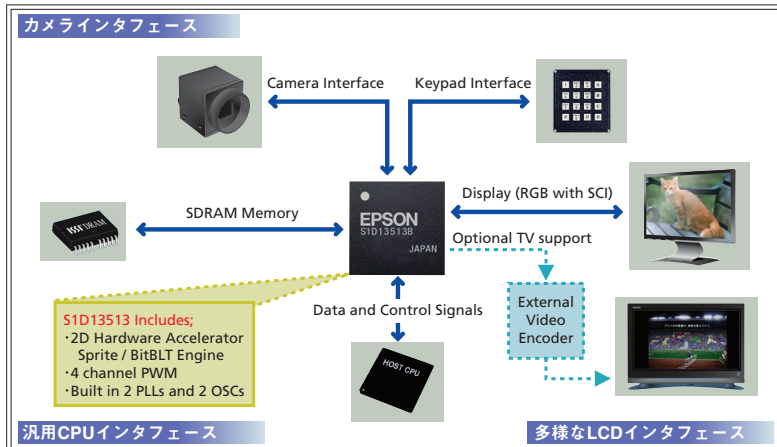 カメラインタフェース
Camera Interface
Keypad Interface
SDRAM Memory
EPSON
S1D13513B
JAPAN
Display (RGB with SCI)
Optional TV support
S1D13513 Includes;
・2D Hardware Accelerator
Sprite / BitBLT Engine
・4 channel PWM
・Built in 2 PLLs and 2 OSCs
Data and Control Signals
HOST CPU
External
Video
Encoder
汎用CPUインタフェース
多様なLCDインタフェース